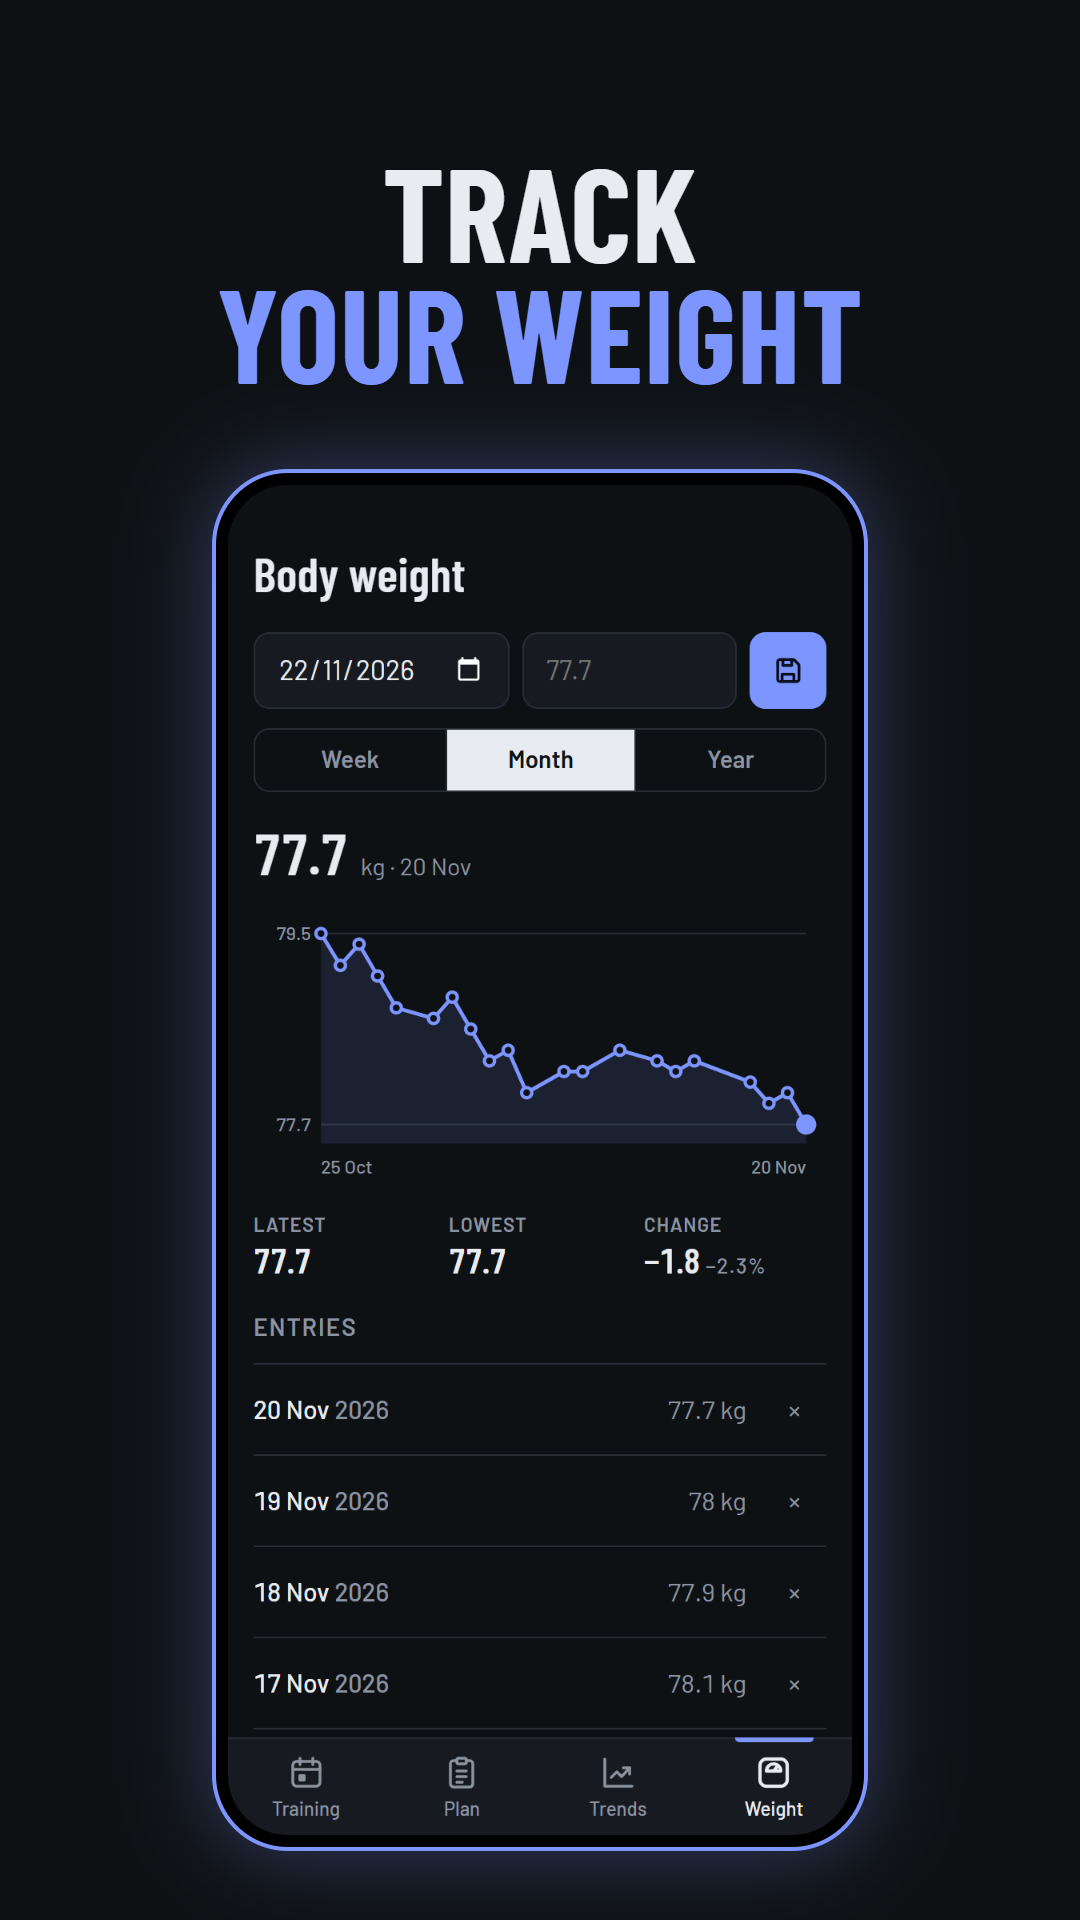 TRACK
YOUR WEIGHT
Body weight
22/11/2026
77.7
Week
Month
Year
77.7 kg · 20 Nov
79.5
77.7
25 Oct
20 Nov
LATEST
LOWEST
CHANGE
77.7
77.7
−1.8 −2.3%
ENTRIES
20 Nov 2026 77.7 kg ×
19 Nov 2026 78 kg ×
18 Nov 2026 77.9 kg ×
17 Nov 2026 78.1 kg ×
Training
Plan
Trends
Weight